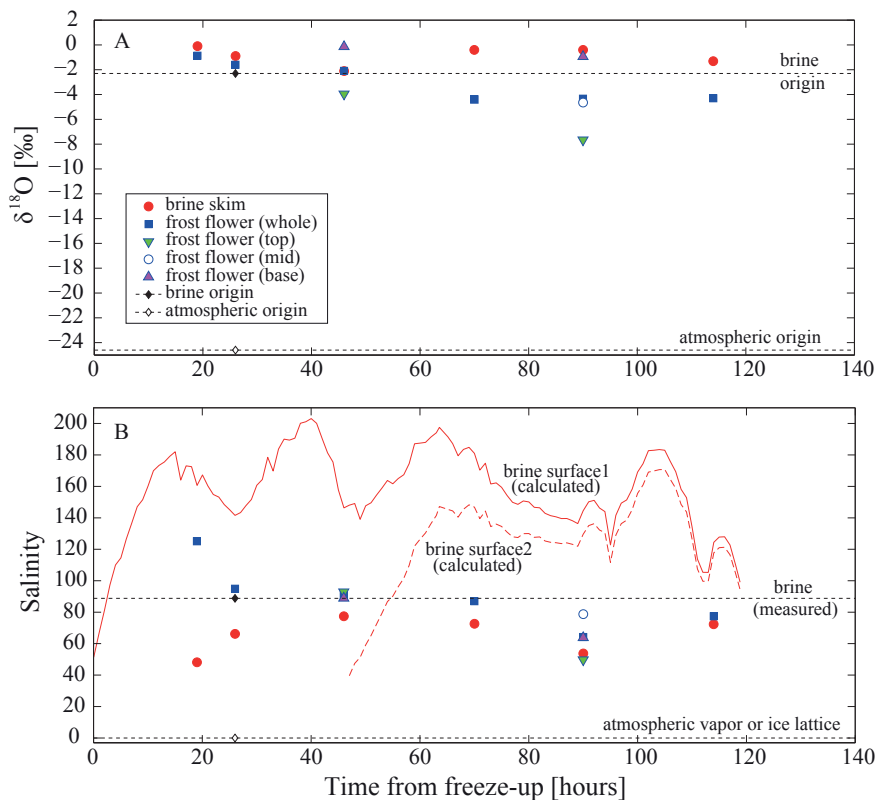 A
2
0
−2
−4
−6
−8
−10
−12
−14
−16
−18
−20
−22
−24
δ¹⁸O [‰]
brine
origin
brine skim
frost flower (whole)
frost flower (top)
frost flower (mid)
frost flower (base)
brine origin
atmospheric origin
atmospheric origin
0 20 40 60 80 100 120 140
B
200
180
160
140
120
100
80
60
40
20
0
Salinity
brine surface1
(calculated)
brine surface2
(calculated)
brine
(measured)
atmospheric vapor or ice lattice
0 20 40 60 80 100 120 140
Time from freeze-up [hours]